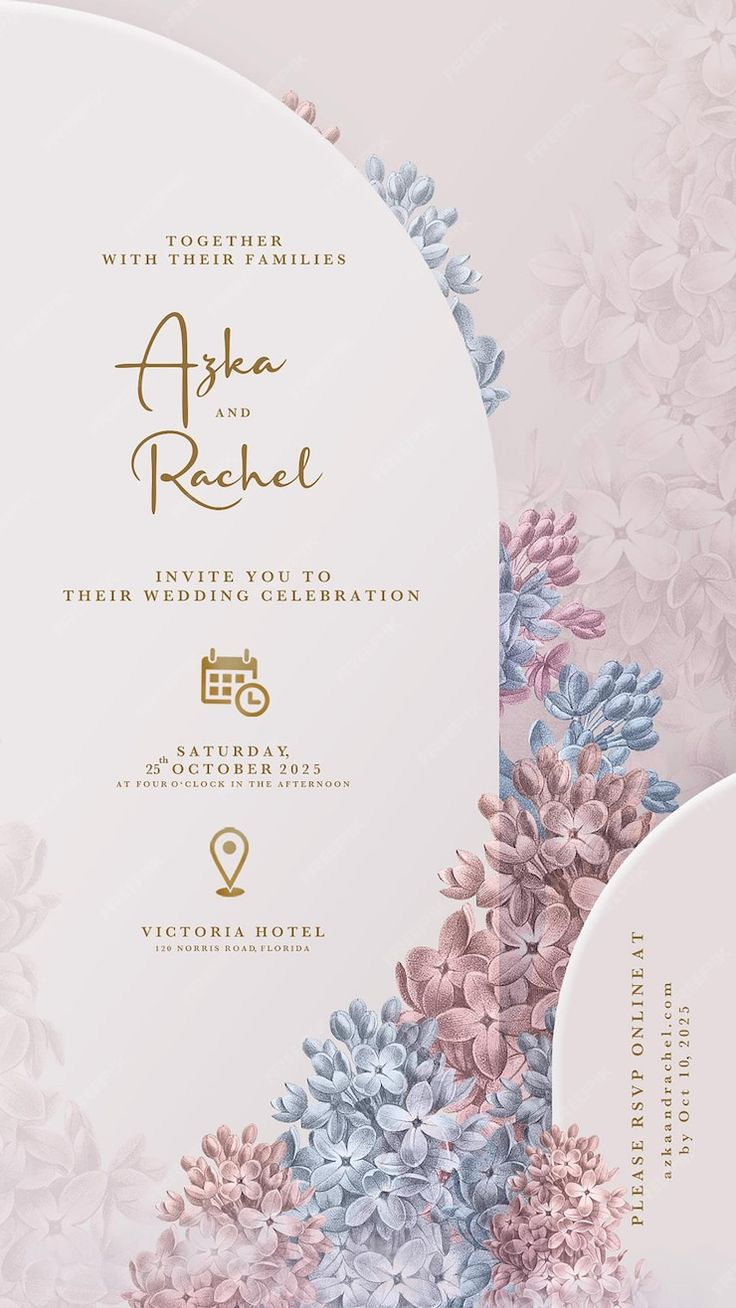 TOGETHER
WITH THEIR FAMILIES
Azka
AND
Rachel
INVITE YOU TO
THEIR WEDDING CELEBRATION
SATURDAY,
25th OCTOBER 2025
AT FOUR O'CLOCK IN THE AFTERNOON
VICTORIA HOTEL
120 NORRIS ROAD, FLORIDA
PLEASE RSVP ONLINE AT
azkaandrachel.com
by Oct 10, 2025